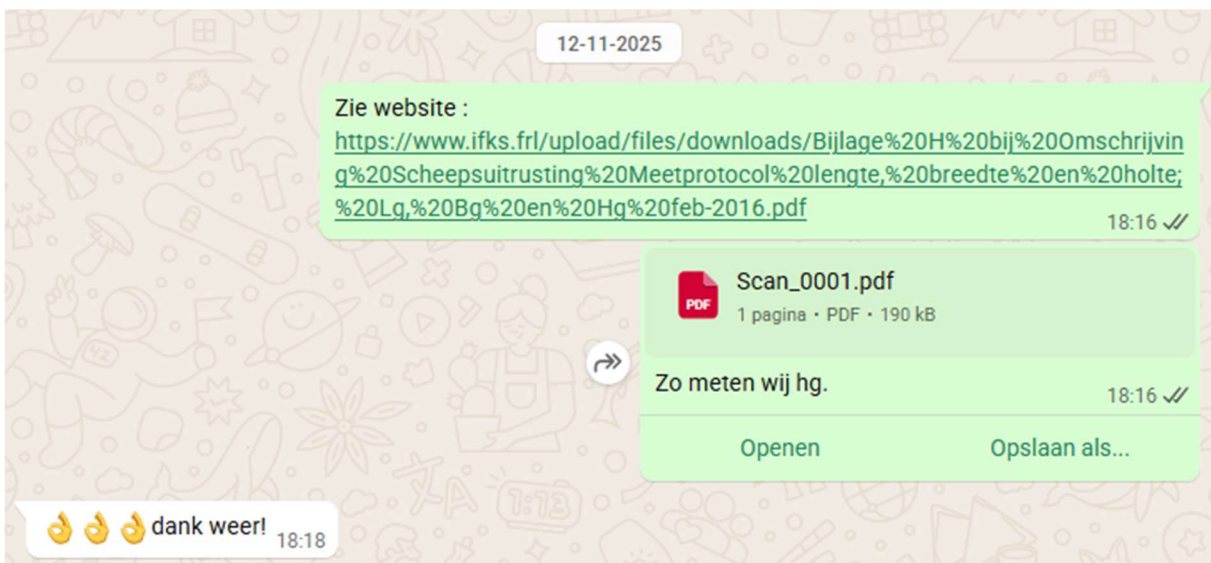 12-11-2025
Zie website :
https://www.ifks.frl/upload/files/downloads/Bijlage%20H%20bij%20Omschrijvin
g%20Scheepsuitrusting%20Meetprotocol%20lengte,%20breedte%20en%20holte;
%20Lg,%20Bg%20en%20Hg%20feb-2016.pdf
18:16
PDF
Scan_0001.pdf
1 pagina • PDF • 190 kB
Zo meten wij hg.
18:16
Openen Opslaan als...
👌👌👌dank weer! 18:18